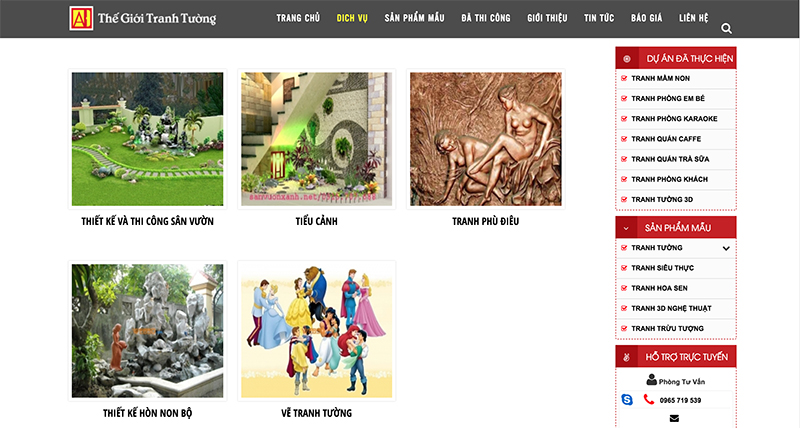 AI Thế Giới Tranh Tường
TRANG CHỦ DỊCH VỤ SẢN PHẨM MẪU ĐÃ THI CÔNG GIỚI THIỆU TIN TỨC BÁO GIÁ LIÊN HỆ
THIẾT KẾ VÀ THI CÔNG SÂN VƯỜN
TIỂU CẢNH
TRANH PHÙ ĐIÊU
THIẾT KẾ HÒN NON BỘ
VẼ TRANH TƯỜNG
DỰ ÁN ĐÃ THỰC HIỆN
TRANH MẦM NON
TRANH PHÒNG EM BÉ
TRANH PHÒNG KARAOKE
TRANH QUÁN CAFFE
TRANH QUÁN TRÀ SỮA
TRANH PHÒNG KHÁCH
TRANH TƯỜNG 3D
SẢN PHẨM MẪU
TRANH TƯỜNG
TRANH SIÊU THỰC
TRANH HOA SEN
TRANH 3D NGHỆ THUẬT
TRANH TRỪU TƯỢNG
HỖ TRỢ TRỰC TUYẾN
Phòng Tư Vấn
0965 719 539